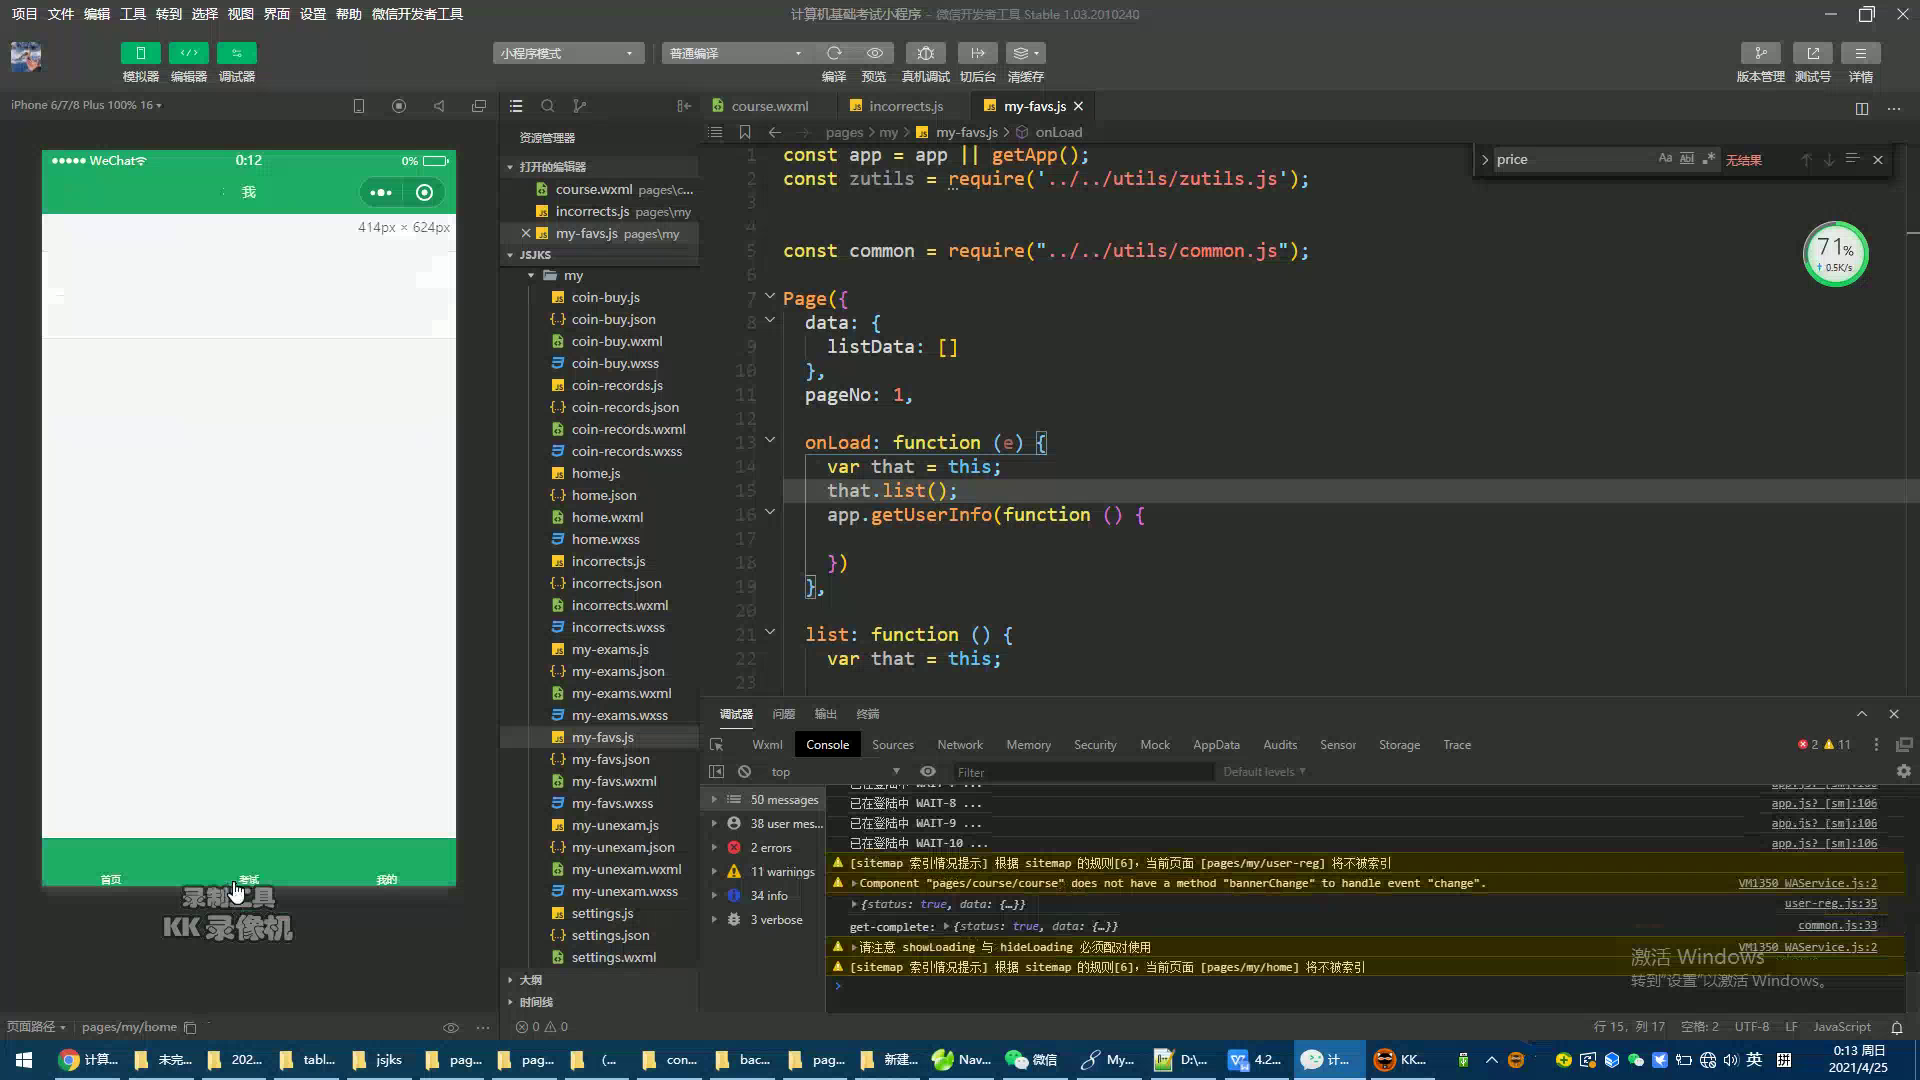 项目 文件 编辑 工具 转到 选择 视图 界面 设置 帮助 微信开发者工具
计算机基础考试小程序 - 微信开发者工具 Stable 1.03.2010240
模拟器 编辑器 调试器
小程序模式
普通编译
编译 预览 真机调试 切后台 清缓存
版本管理 测试号 详情
iPhone 6/7/8 Plus 100% 16
WeChat
0:12
0%
我
414px × 624px
首页
考试
我的
录制工具
KK 录像机
页面路径
pages/my/home
资源管理器
打开的编辑器
course.wxml pages\c...
incorrects.js pages\my
my-favs.js pages\my
JSJKS
my
coin-buy.js
coin-buy.json
coin-buy.wxml
coin-buy.wxss
coin-records.js
coin-records.json
coin-records.wxml
coin-records.wxss
home.js
home.json
home.wxml
home.wxss
incorrects.js
incorrects.json
incorrects.wxml
incorrects.wxss
my-exams.js
my-exams.json
my-exams.wxml
my-exams.wxss
my-favs.js
my-favs.json
my-favs.wxml
my-favs.wxss
my-unexam.js
my-unexam.json
my-unexam.wxml
my-unexam.wxss
settings.js
settings.json
settings.wxml
大纲
时间线
0 0
course.wxml
incorrects.js
my-favs.js
pages > my > my-favs.js > onLoad
price
Aa Abl .*
无结果
71%
↑ 0.5K/s
1 const app = app || getApp();
2 const zutils = require('../../utils/zutils.js');
3
4
5 const common = require("../../utils/common.js");
6
7 Page({
8 data: {
9 listData: []
10 },
11 pageNo: 1,
12
13 onLoad: function (e) {
14 var that = this;
15 that.list();
16 app.getUserInfo(function () {
17
18 })
19 },
20
21 list: function () {
22 var that = this;
23
调试器 问题 输出 终端
Wxml Console Sources Network Memory Security Mock AppData Audits Sensor Storage Trace
2 11
top
Filter
Default levels
50 messages
38 user mes...
2 errors
11 warnings
34 info
3 verbose
已在登陆中 WAIT-8 ... app.js? [sm]:106
已在登陆中 WAIT-9 ... app.js? [sm]:106
已在登陆中 WAIT-10 ... app.js? [sm]:106
[sitemap 索引情况提示] 根据 sitemap 的规则[6]，当前页面 [pages/my/user-reg] 将不被索引
Component "pages/course/course" does not have a method "bannerChange" to handle event "change". VM1350 WAService.js:2
{status: true, data: {…}} user-reg.js:35
get-complete: {status: true, data: {…}} common.js:33
请注意 showLoading 与 hideLoading 必须配对使用 VM1350 WAService.js:2
[sitemap 索引情况提示] 根据 sitemap 的规则[6]，当前页面 [pages/my/home] 将不被索引
激活 Windows
转到"设置"以激活 Windows。
行 15，列 17 空格: 2 UTF-8 LF JavaScript
计算... 未完... 202... tabl... jsjks pag... pag... (... con... bac... pag... 新建... Nav... 微信 My... D:\... 4.2... 计... KK...
英
0:13 周日
2021/4/25